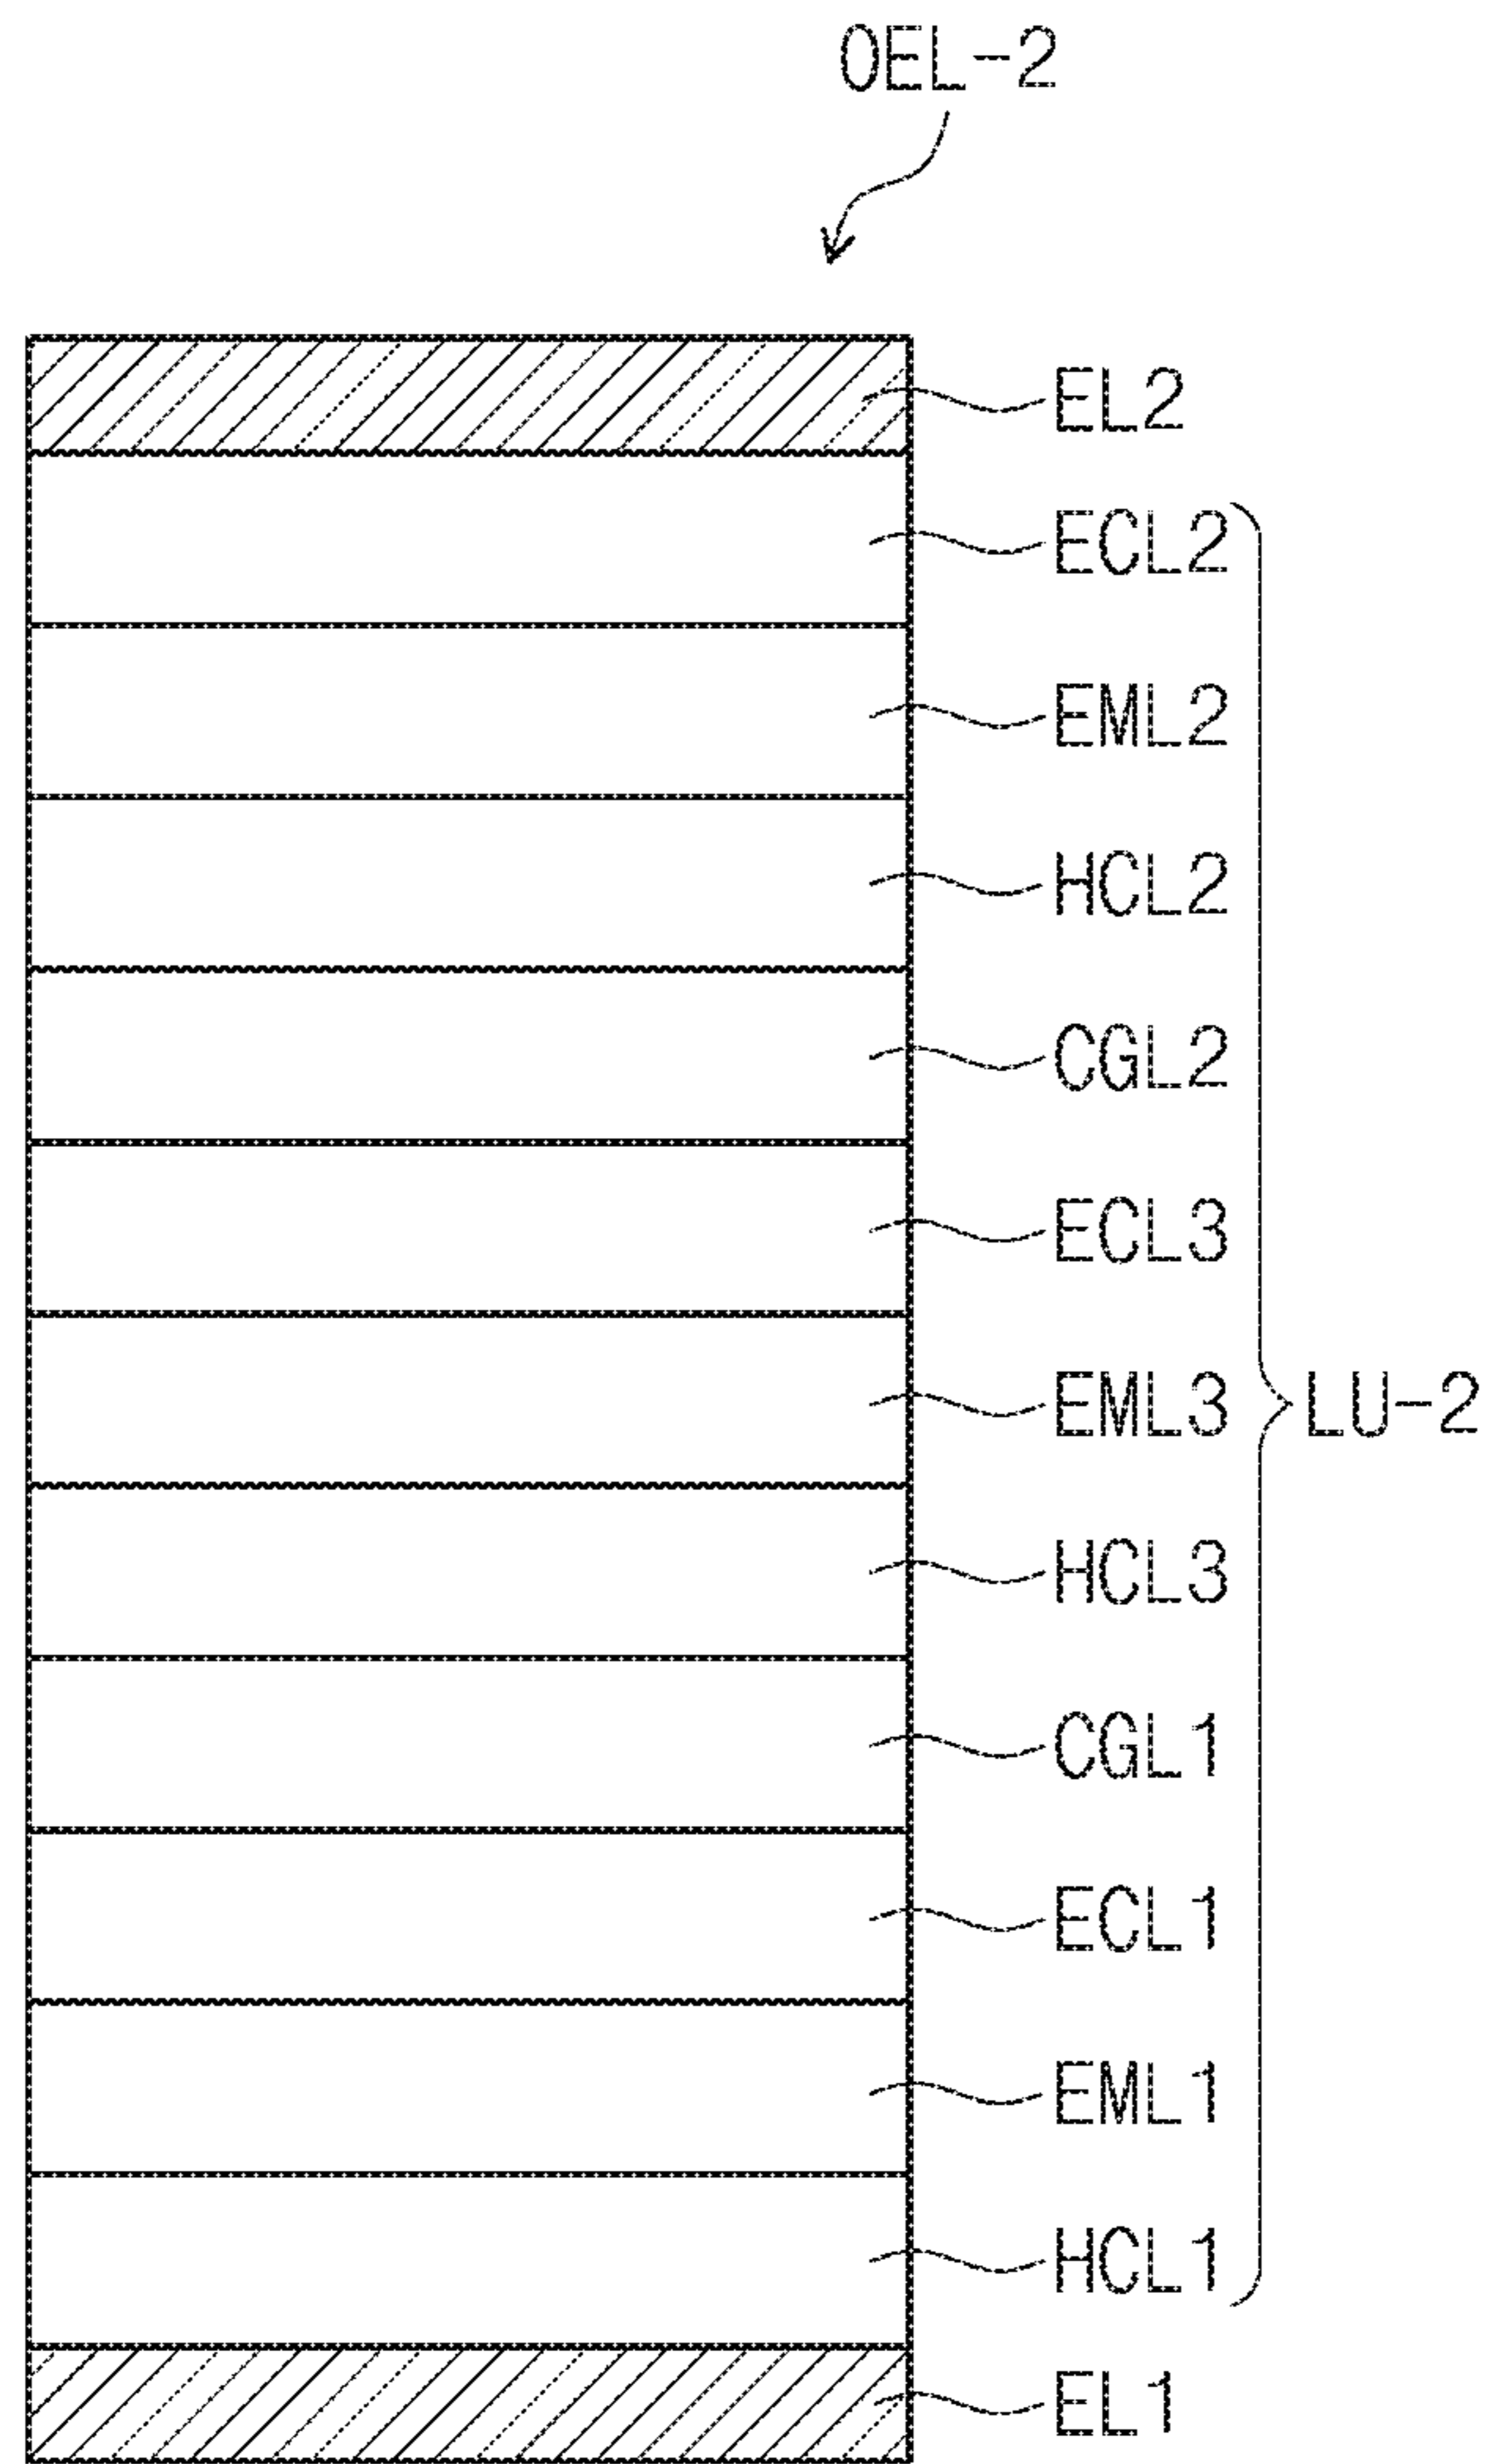 OEL-2
EL2
ECL2
EML2
HCL2
CGL2
ECL3
EML3
LU-2
HCL3
CGL1
ECL1
EML1
HCL1
EL1